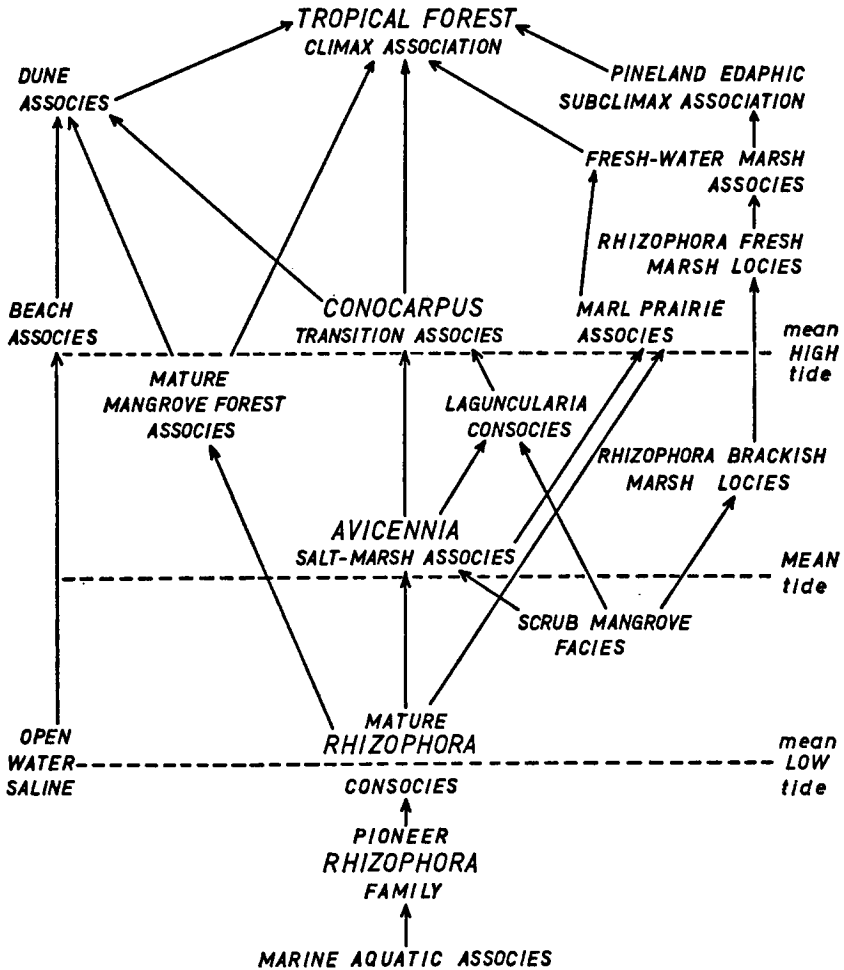 TROPICAL FOREST
CLIMAX ASSOCIATION
DUNE
ASSOCIES
PINELAND EDAPHIC
SUBCLIMAX ASSOCIATION
FRESH-WATER MARSH
ASSOCIES
RHIZOPHORA FRESH
MARSH LOCIES
BEACH
ASSOCIES
CONOCARPUS
TRANSITION ASSOCIES
MARL PRAIRIE
ASSOCIES
mean
HIGH
tide
MATURE
MANGROVE FOREST
ASSOCIES
LAGUNCULARIA
CONSOCIES
RHIZOPHORA BRACKISH
MARSH LOCIES
AVICENNIA
SALT-MARSH ASSOCIES
MEAN
tide
SCRUB MANGROVE
FACIES
OPEN
WATER
SALINE
MATURE
RHIZOPHORA
CONSOCIES
mean
LOW
tide
PIONEER
RHIZOPHORA
FAMILY
MARINE AQUATIC ASSOCIES